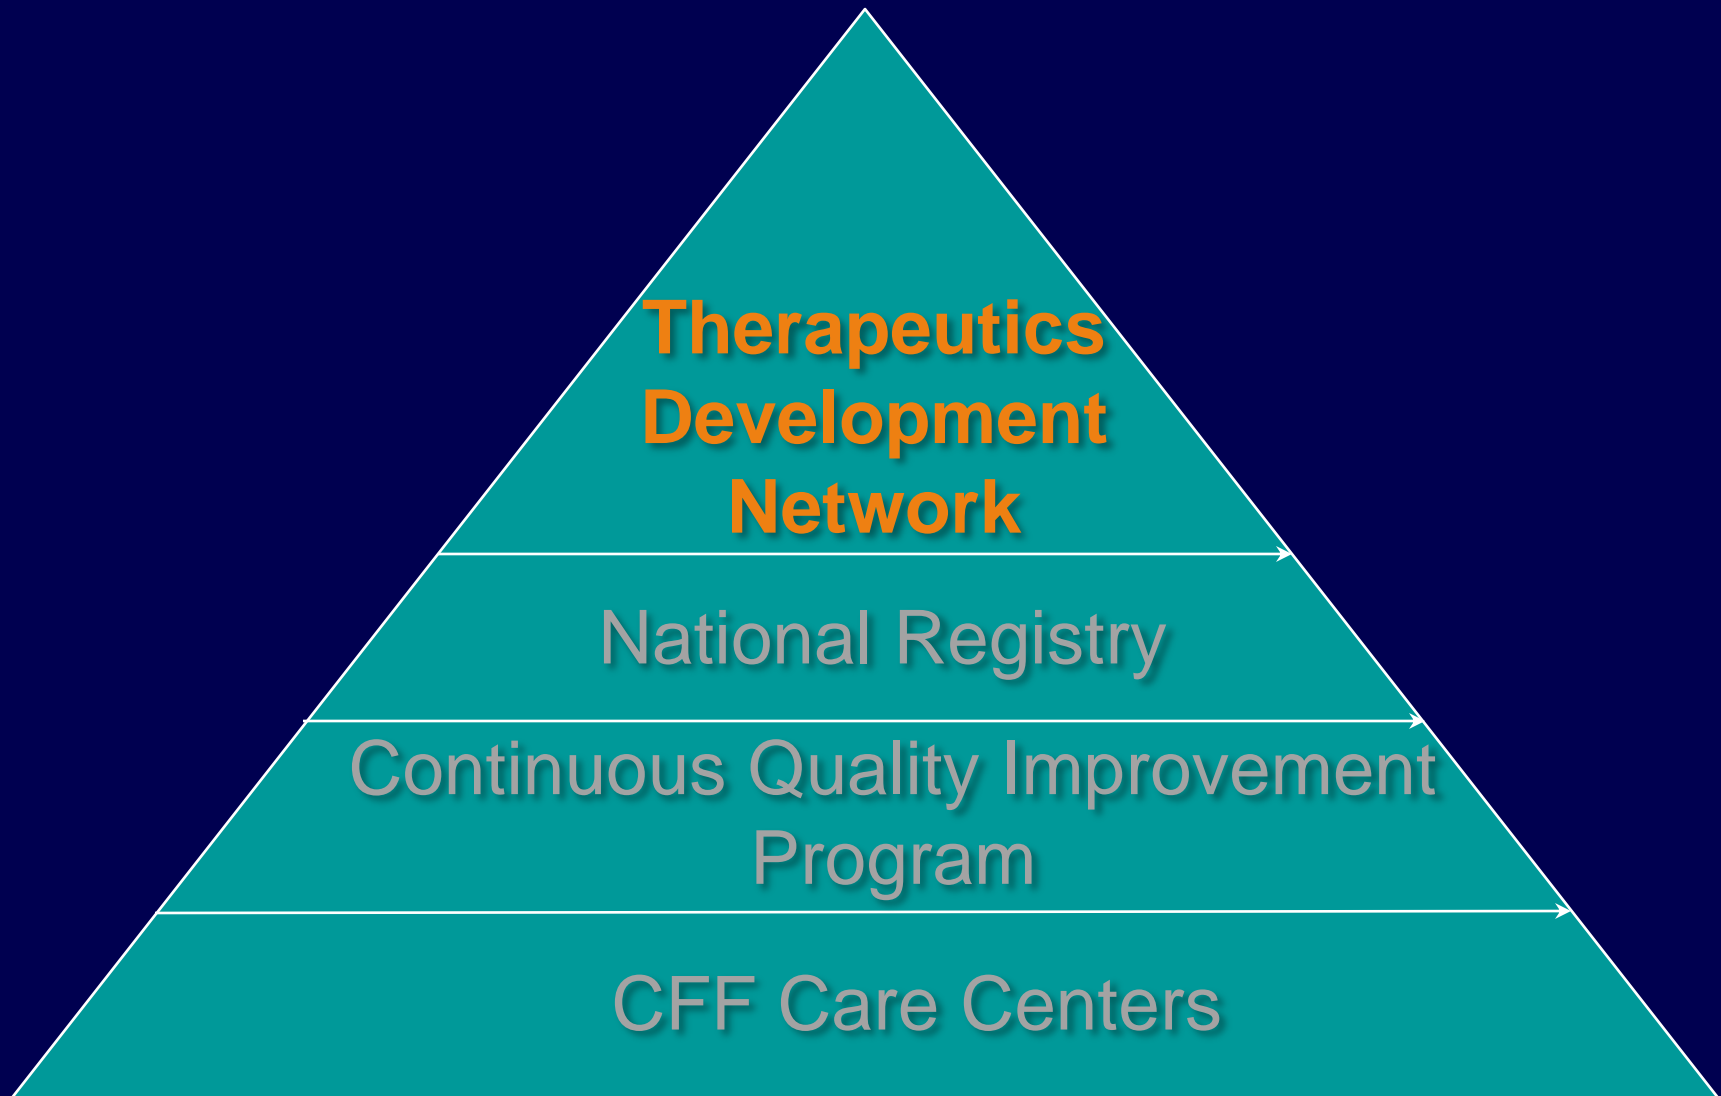 Therapeutics
Development
Network
National Registry
Continuous Quality Improvement
Program
CFF Care Centers